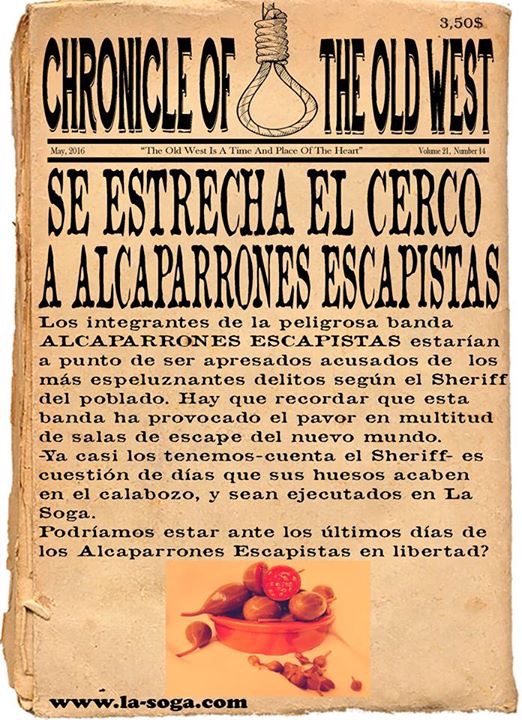 3,50$
CHRONICLE OF THE OLD WEST
May, 2016 "The Old West Is A Time And Place Of The Heart" Volume 21, Number 14
SE ESTRECHA EL CERCO
A ALCAPARRONES ESCAPISTAS
Los integrantes de la peligrosa banda
ALCAPARRONES ESCAPISTAS estarían
a punto de ser apresados acusados de los
más espeluznantes delitos según el Sheriff
del poblado. Hay que recordar que esta
banda ha provocado el pavor en multitud
de salas de escape del nuevo mundo.
-Ya casi los tenemos-cuenta el Sheriff- es
cuestión de días que sus huesos acaben
en el calabozo, y sean ejecutados en La
Soga.
Podríamos estar ante los últimos días de
los Alcaparrones Escapistas en libertad?
www.la-soga.com